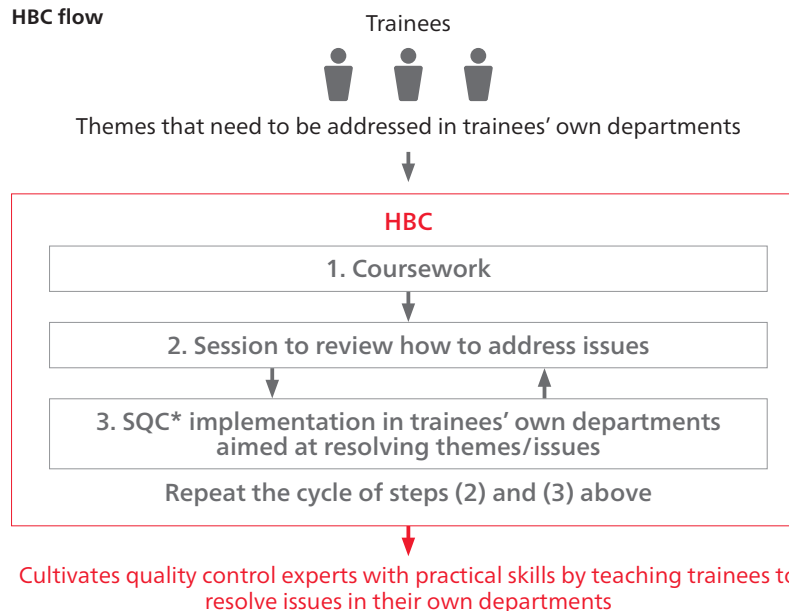 HBC flow
Trainees
Themes that need to be addressed in trainees’ own departments
HBC
1. Coursework
2. Session to review how to address issues
3. SQC* implementation in trainees’ own departments
aimed at resolving themes/issues
Repeat the cycle of steps (2) and (3) above
Cultivates quality control experts with practical skills by teaching trainees to
resolve issues in their own departments